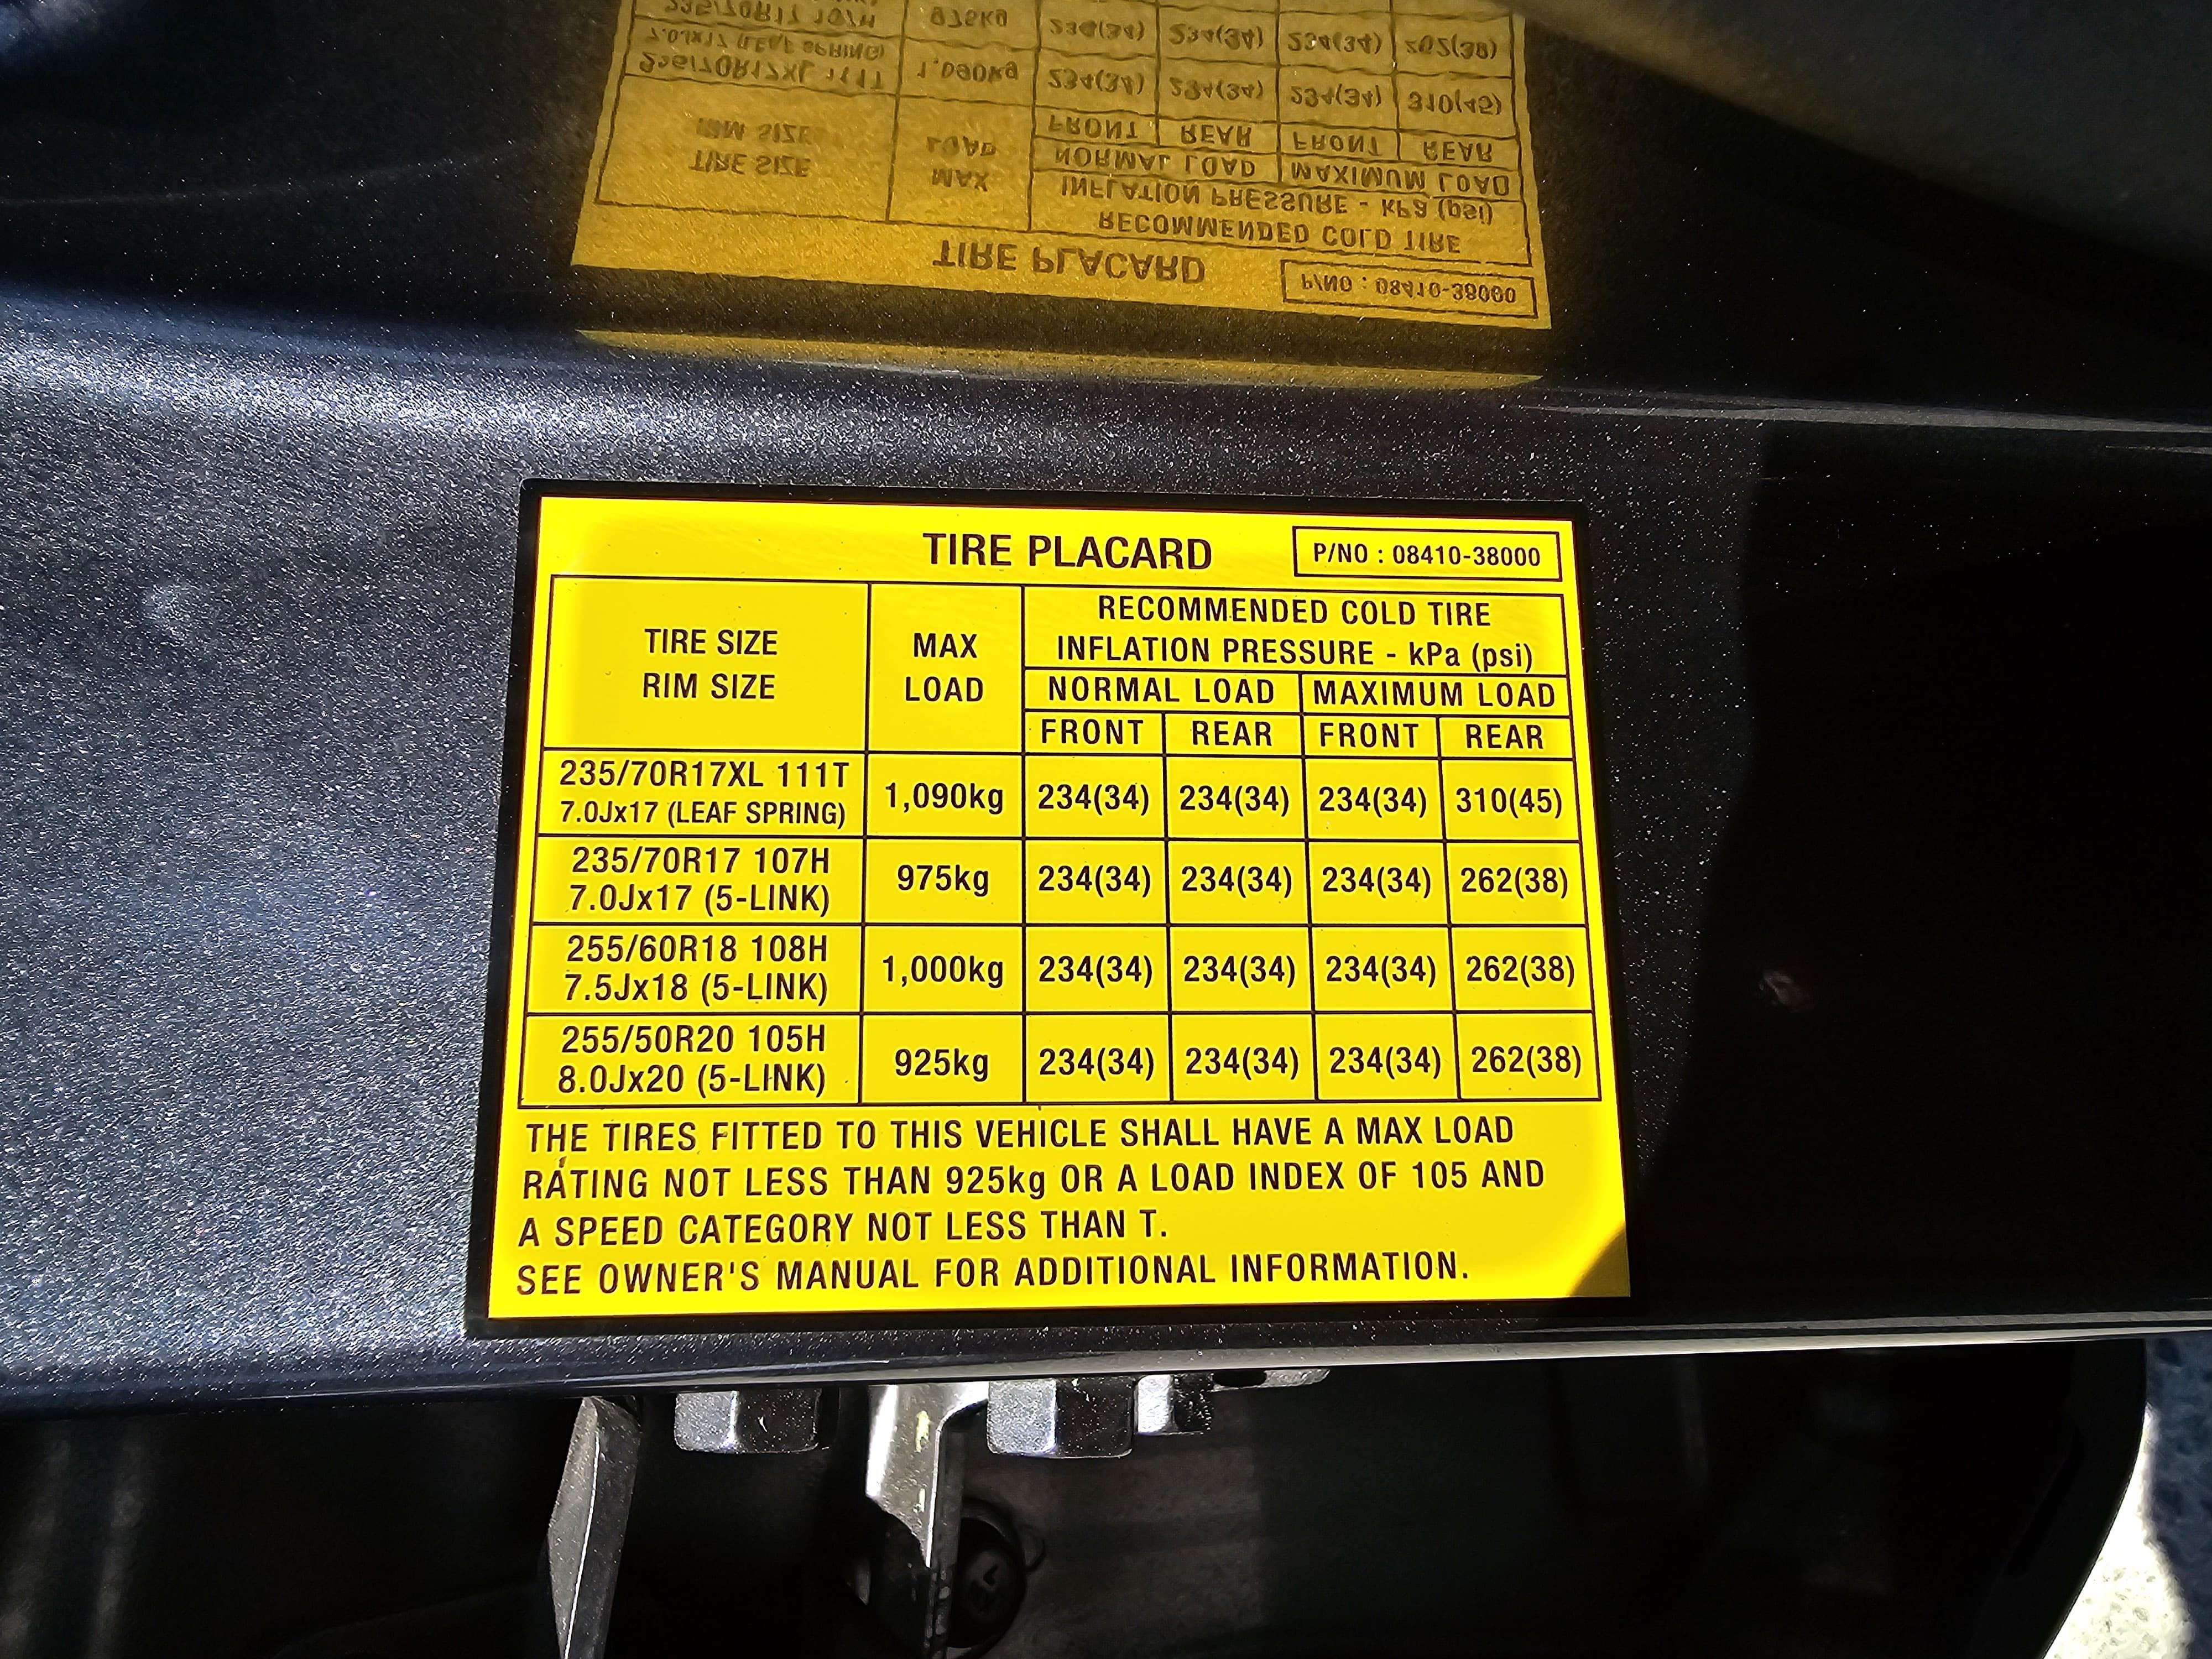 TIRE PLACARD P/NO : 08410-38000
TIRE SIZE
RIM SIZE
MAX
LOAD
RECOMMENDED COLD TIRE
INFLATION PRESSURE - kPa (psi)
NORMAL LOAD MAXIMUM LOAD
FRONT REAR FRONT REAR
235/70R17XL 111T
7.0Jx17 (LEAF SPRING)
1,090kg 234(34) 234(34) 234(34) 310(45)
235/70R17 107H
7.0Jx17 (5-LINK)
975kg 234(34) 234(34) 234(34) 262(38)
255/60R18 108H
7.5Jx18 (5-LINK)
1,000kg 234(34) 234(34) 234(34) 262(38)
255/50R20 105H
8.0Jx20 (5-LINK)
925kg 234(34) 234(34) 234(34) 262(38)
THE TIRES FITTED TO THIS VEHICLE SHALL HAVE A MAX LOAD
RATING NOT LESS THAN 925kg OR A LOAD INDEX OF 105 AND
A SPEED CATEGORY NOT LESS THAN T.
SEE OWNER'S MANUAL FOR ADDITIONAL INFORMATION.